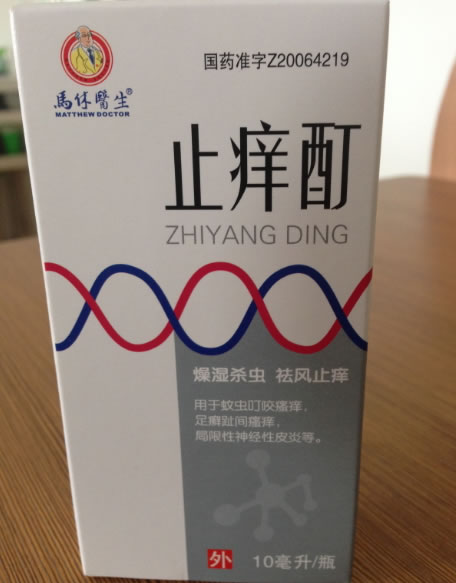 国药准字Z20064219
馬休醫生®
MATTHEW DOCTOR
止痒酊
ZHIYANG DING
燥湿杀虫 祛风止痒
用于蚊虫叮咬瘙痒,
足癣趾间瘙痒,
局限性神经性皮炎等。
外
10毫升/瓶